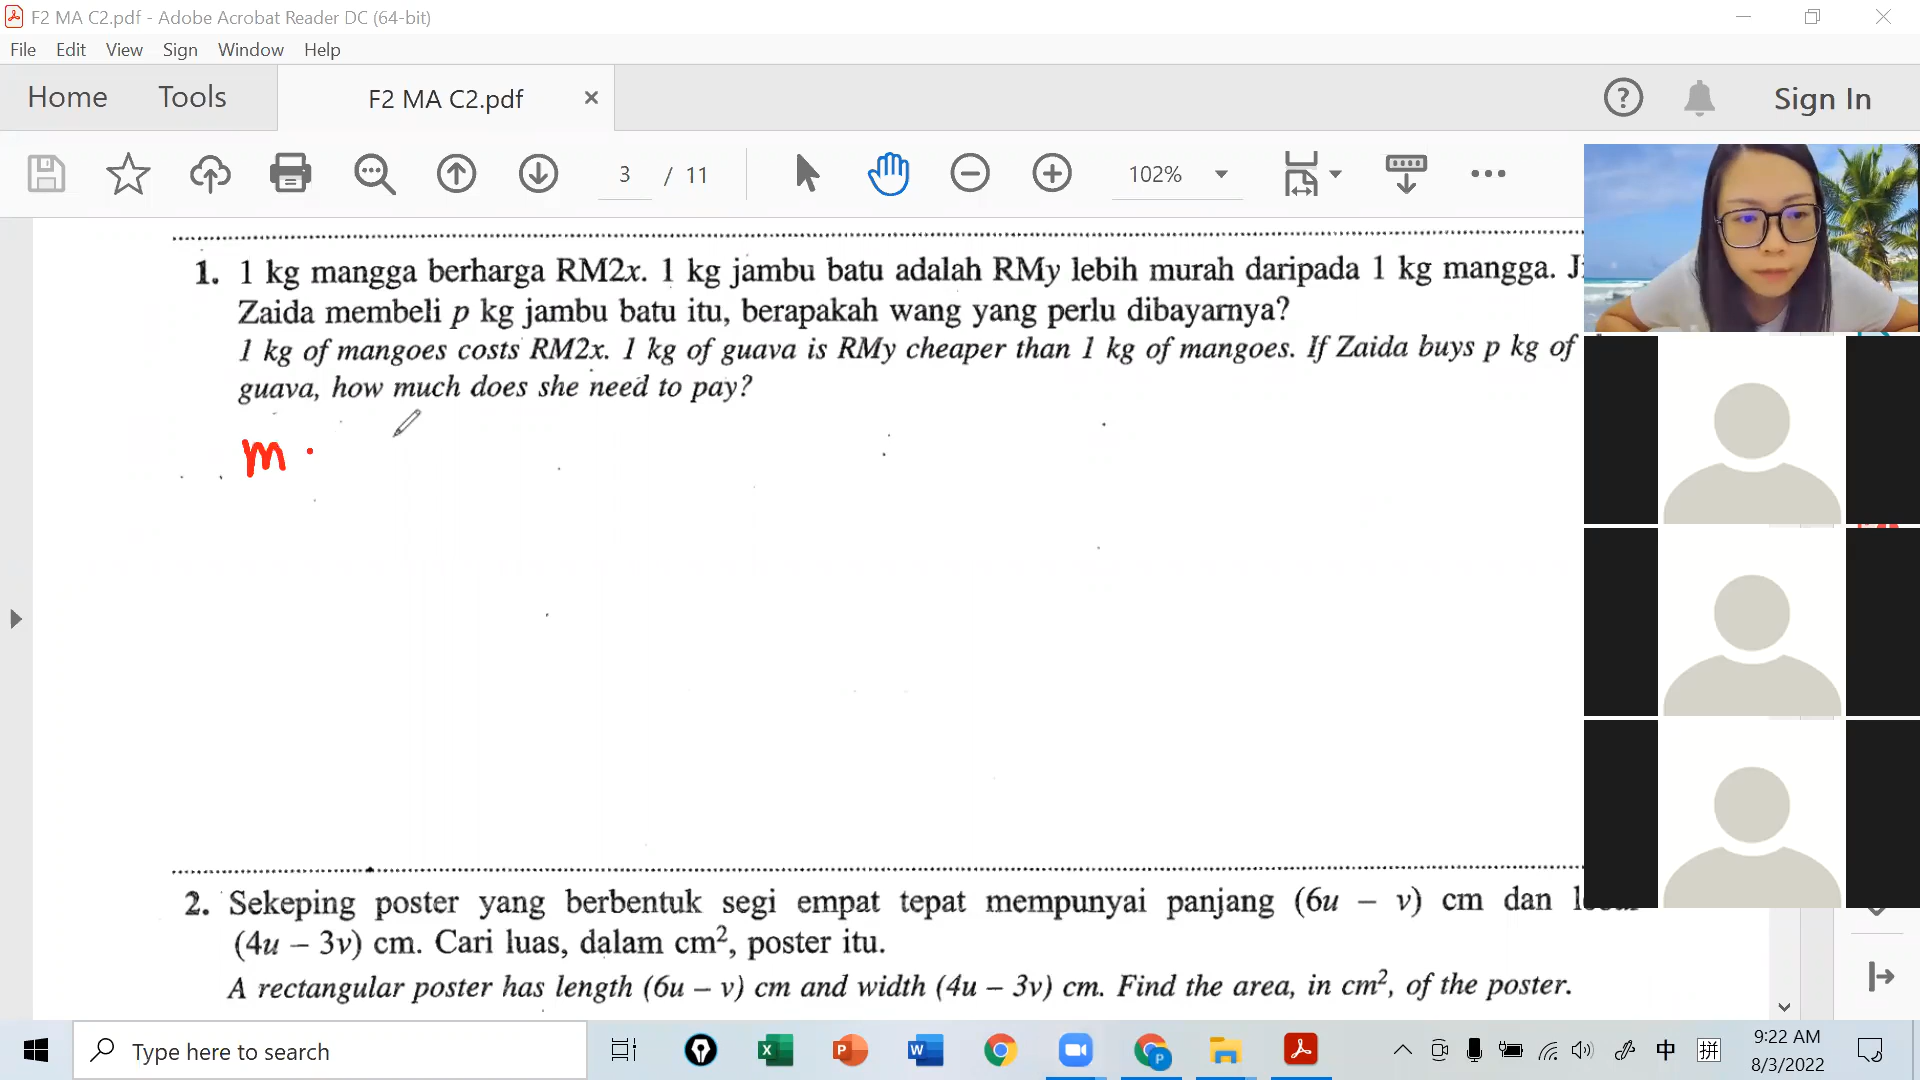 F2 MA C2.pdf - Adobe Acrobat Reader DC (64-bit)
File Edit View Sign Window Help
Home Tools F2 MA C2.pdf Sign In
3 / 11 102%
1. 1 kg mangga berharga RM2x. 1 kg jambu batu adalah RMy lebih murah daripada 1 kg mangga.
Zaida membeli p kg jambu batu itu, berapakah wang yang perlu dibayarnya?
1 kg of mangoes costs RM2x. 1 kg of guava is RMy cheaper than 1 kg of mangoes. If Zaida buys p kg of
guava, how much does she need to pay?
m
2. Sekeping poster yang berbentuk segi empat tepat mempunyai panjang (6u – v) cm dan
(4u – 3v) cm. Cari luas, dalam cm², poster itu.
A rectangular poster has length (6u – v) cm and width (4u – 3v) cm. Find the area, in cm², of the poster.
Type here to search
中 拼
9:22 AM
8/3/2022